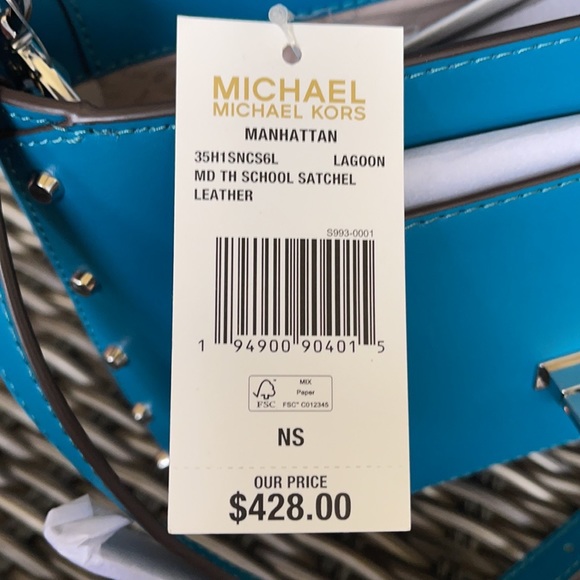 MICHAEL
MICHAEL KORS
MANHATTAN
35H1SNCS6L LAGOON
MD TH SCHOOL SATCHEL
LEATHER
S993-0001
1 94900 90401 5
FSC
MIX
Paper
FSC® C012345
NS
OUR PRICE
$428.00